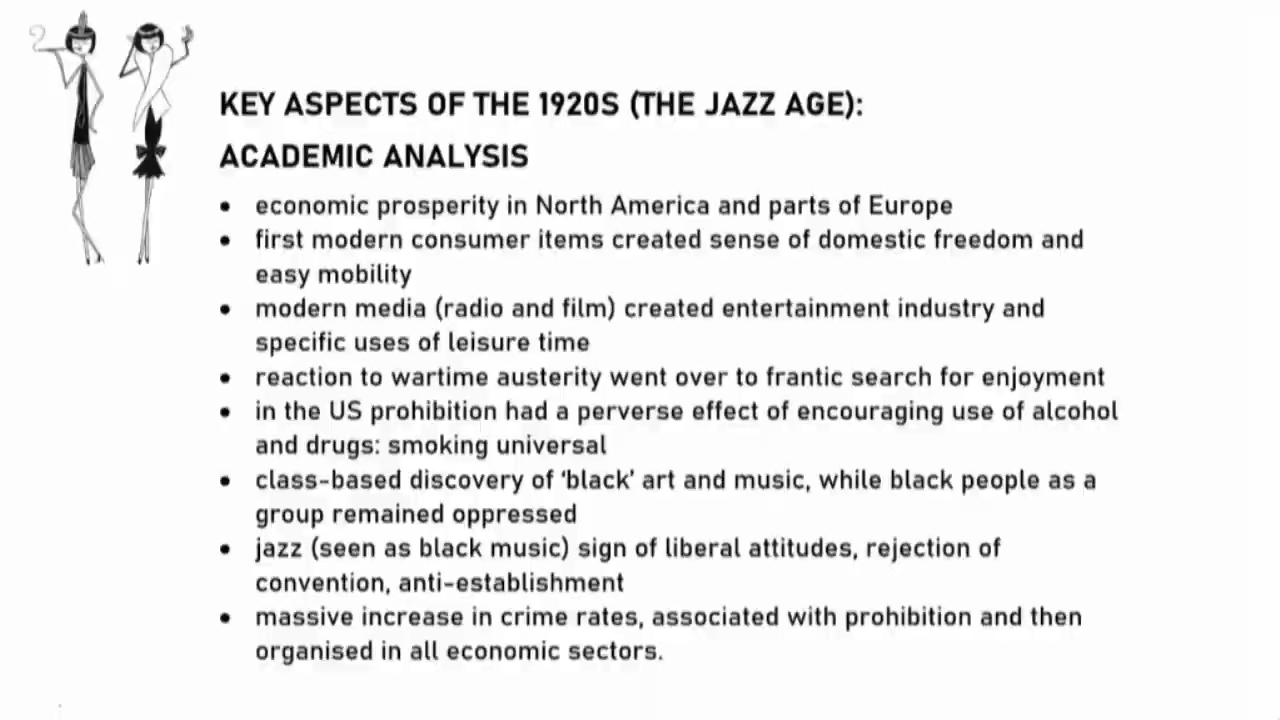 KEY ASPECTS OF THE 1920S (THE JAZZ AGE):
ACADEMIC ANALYSIS
• economic prosperity in North America and parts of Europe
• first modern consumer items created sense of domestic freedom and
easy mobility
• modern media (radio and film) created entertainment industry and
specific uses of leisure time
• reaction to wartime austerity went over to frantic search for enjoyment
• in the US prohibition had a perverse effect of encouraging use of alcohol
and drugs: smoking universal
• class-based discovery of ‘black’ art and music, while black people as a
group remained oppressed
• jazz (seen as black music) sign of liberal attitudes, rejection of
convention, anti-establishment
• massive increase in crime rates, associated with prohibition and then
organised in all economic sectors.